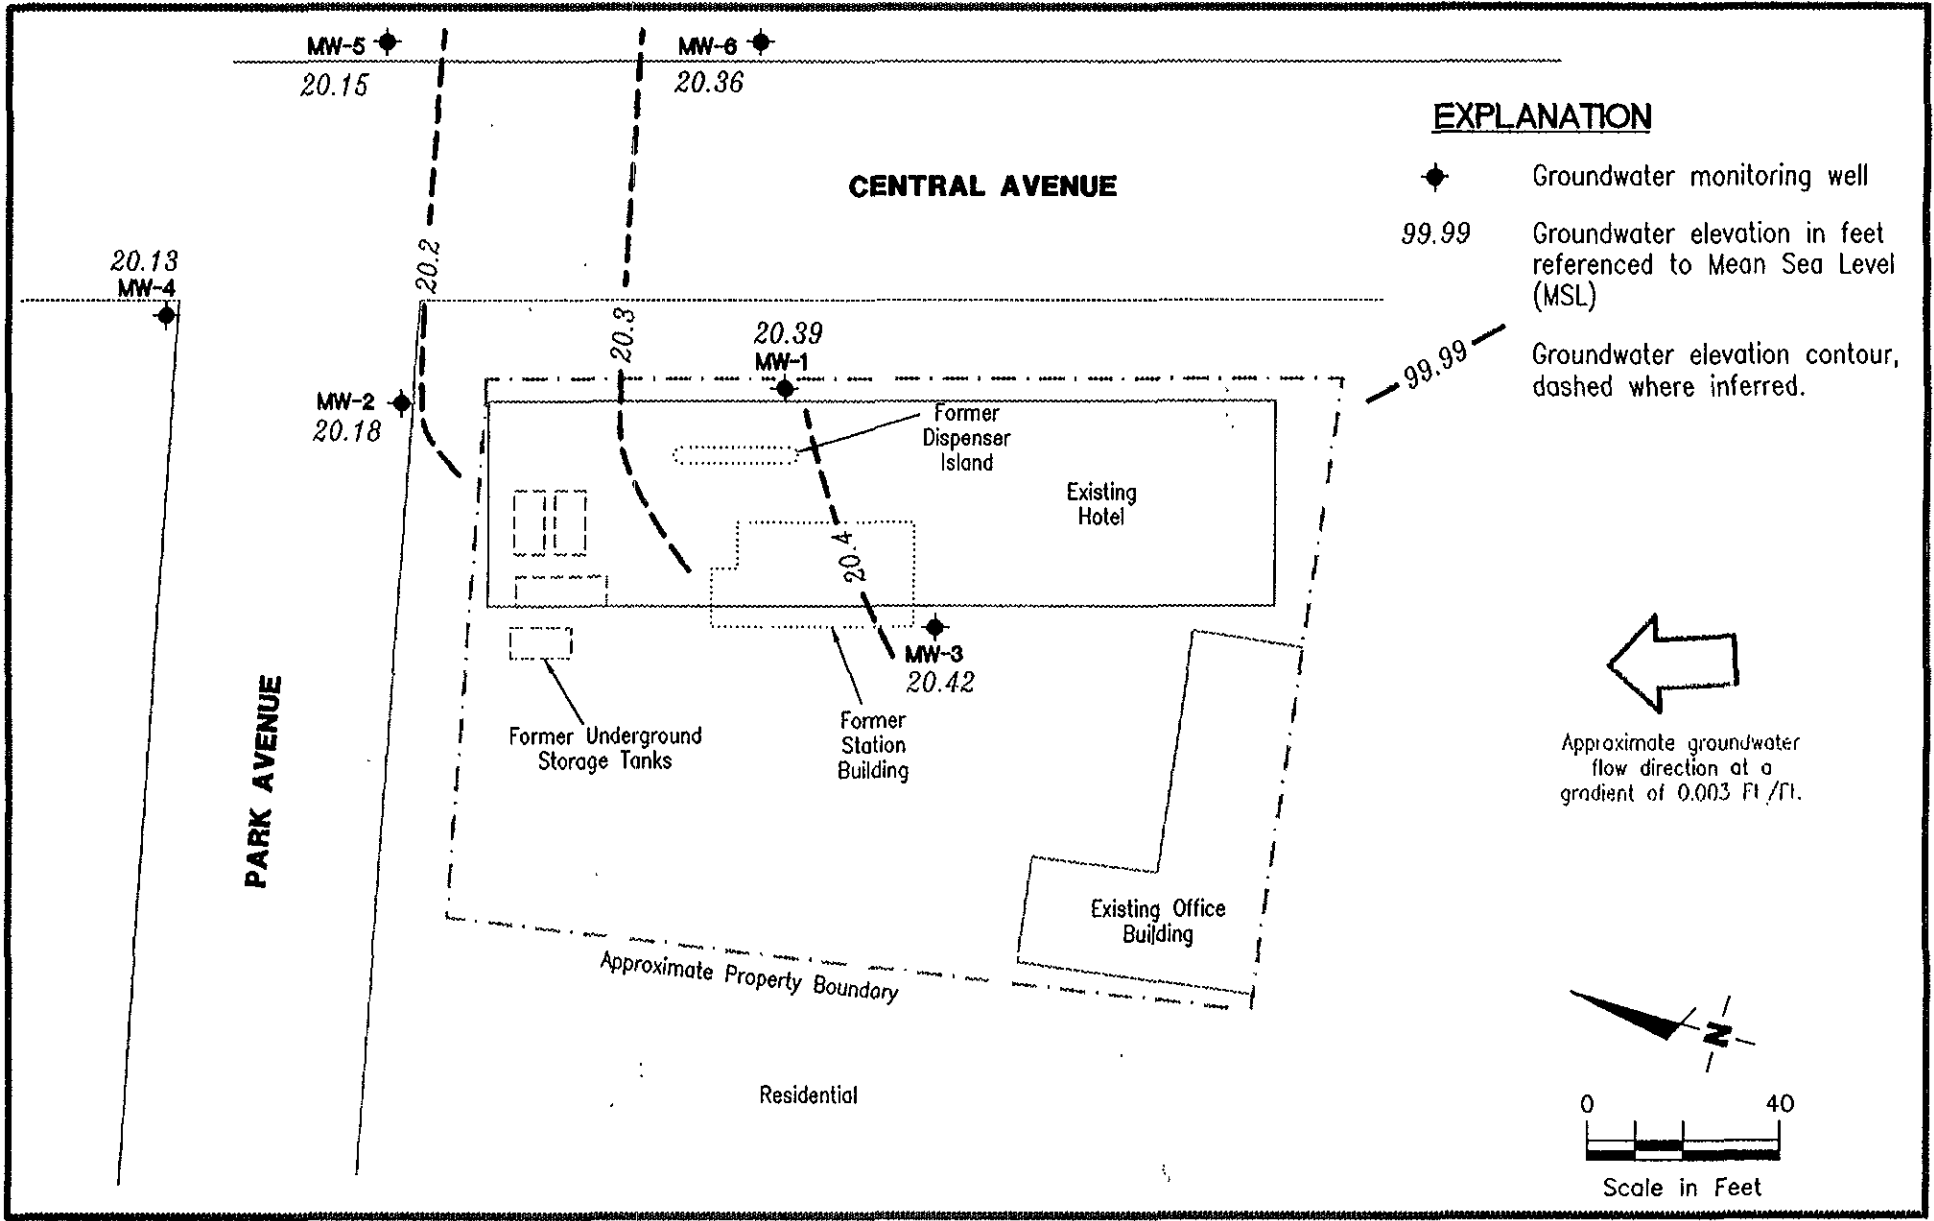 MW-5
20.15
MW-6
20.36
EXPLANATION
Groundwater monitoring well
99.99
Groundwater elevation in feet
referenced to Mean Sea Level
(MSL)
99.99
Groundwater elevation contour,
dashed where inferred.
CENTRAL AVENUE
20.13
MW-4
20.2
20.3
20.39
MW-1
MW-2
20.18
Former
Dispenser
Island
Existing
Hotel
20.4
MW-3
20.42
Former Underground
Storage Tanks
Former
Station
Building
PARK AVENUE
Approximate groundwater
flow direction at a
gradient of 0.003 Ft./Ft.
Existing Office
Building
Approximate Property Boundary
Residential
N
0 40
Scale in Feet